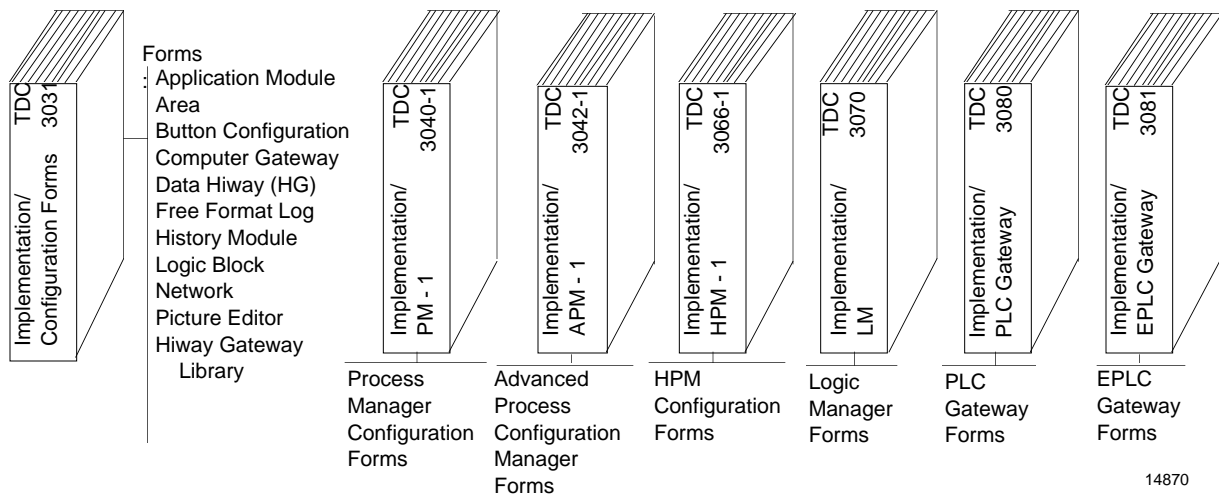 TDC
3031
Implementation/
Configuration Forms
Forms
:
Application Module
Area
Button Configuration
Computer Gateway
Data Hiway (HG)
Free Format Log
History Module
Logic Block
Network
Picture Editor
Hiway Gateway
Library
TDC
3040-1
Implementation/
PM - 1
Process
Manager
Configuration
Forms
TDC
3042-1
Implementation/
APM - 1
Advanced
Process
Configuration
Manager
Forms
TDC
3066-1
Implementation/
HPM - 1
HPM
Configuration
Forms
TDC
3070
Implementation/
LM
Logic
Manager
Forms
TDC
3080
Implementation/
PLC Gateway
PLC
Gateway
Forms
TDC
3081
Implementation/
EPLC Gateway
EPLC
Gateway
Forms
14870